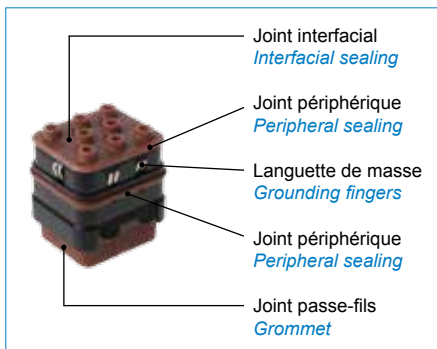 Joint interfacial
Interfacial sealing
Joint périphérique
Peripheral sealing
Languette de masse
Grounding fingers
Joint périphérique
Peripheral sealing
Joint passe-fils
Grommet